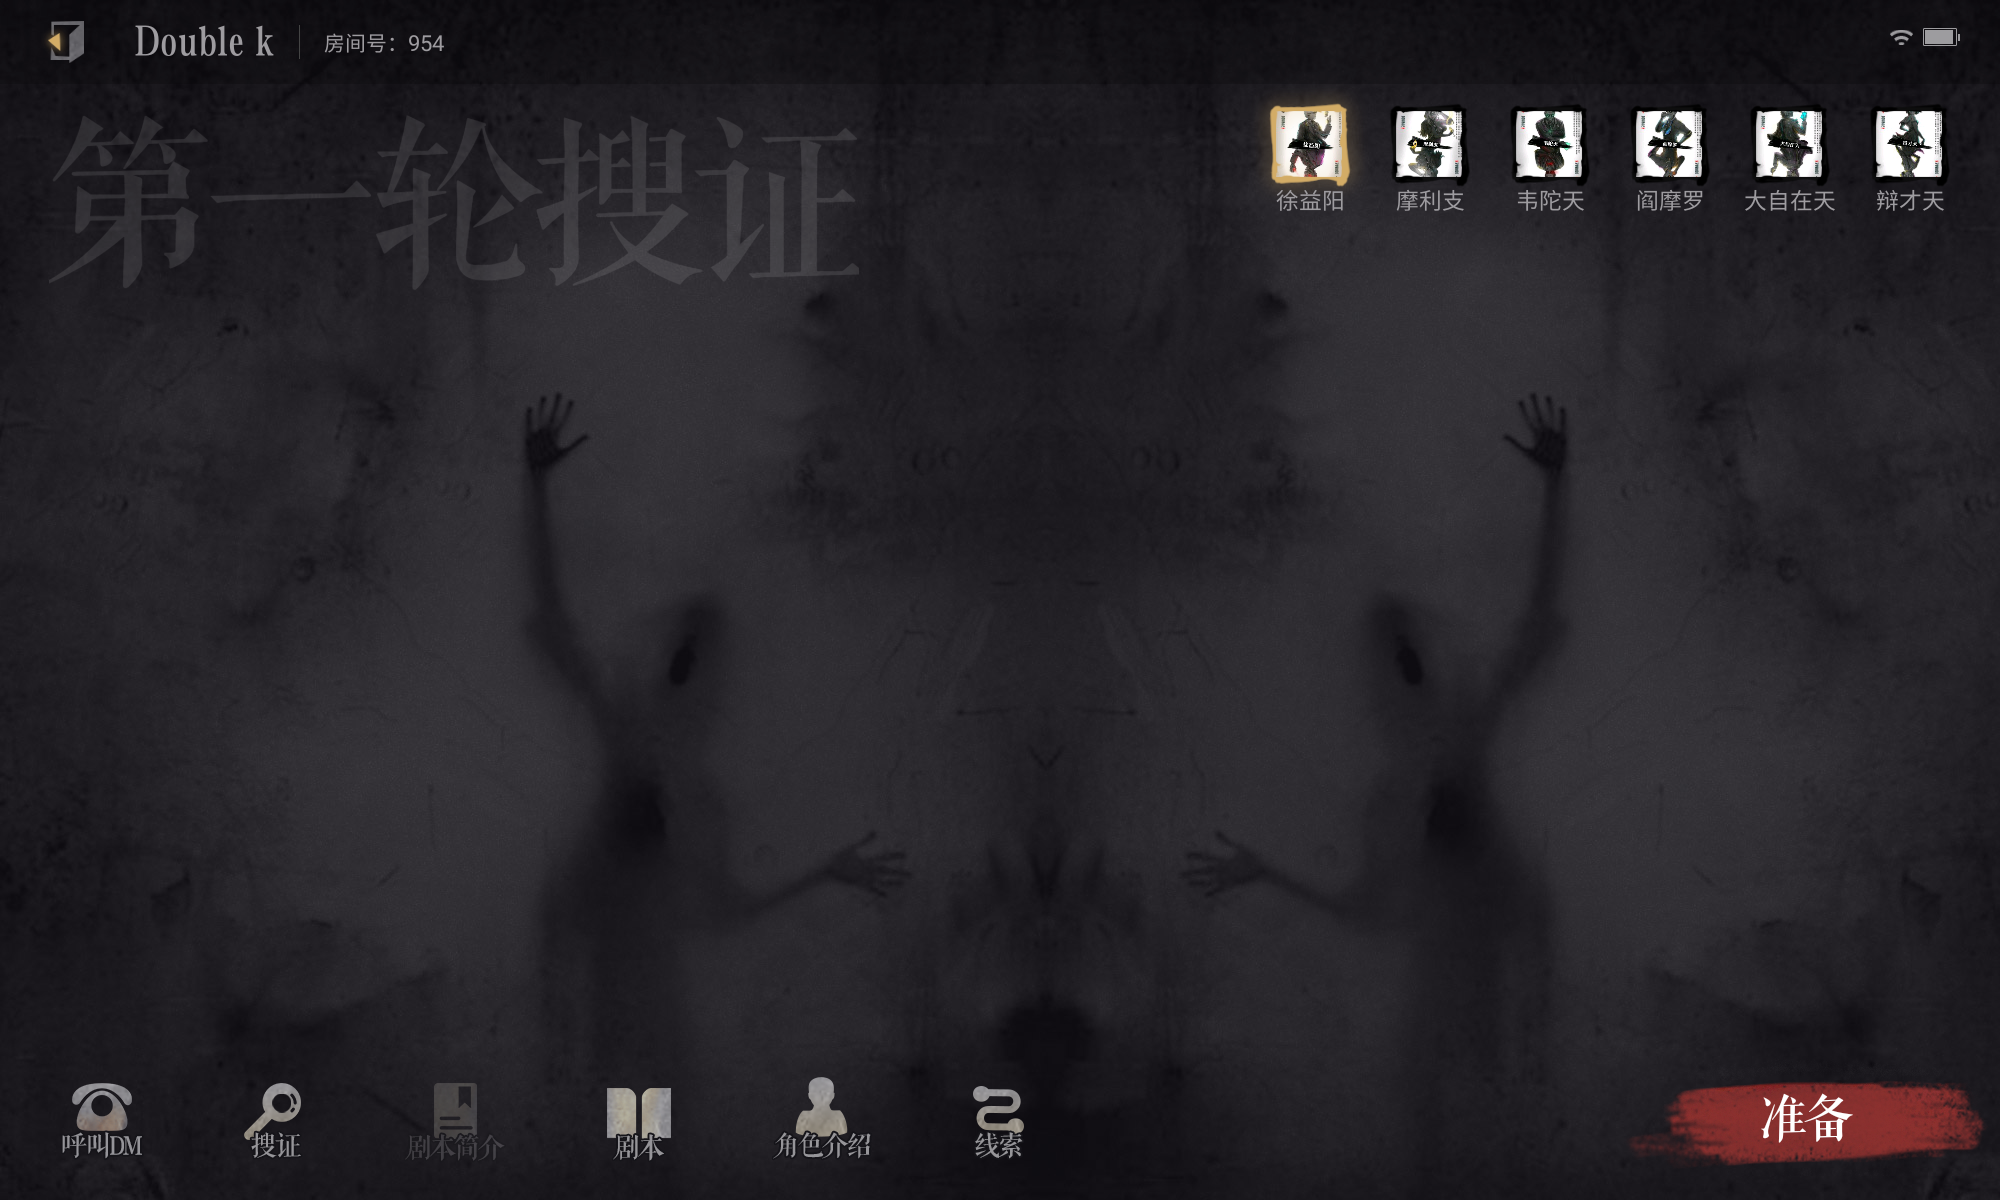 Double k
房间号：954
第一轮搜证
徐益阳
摩利支
韦陀天
阎摩罗
大自在天
辩才天
呼叫DM
搜证
剧本简介
剧本
角色介绍
线索
准备